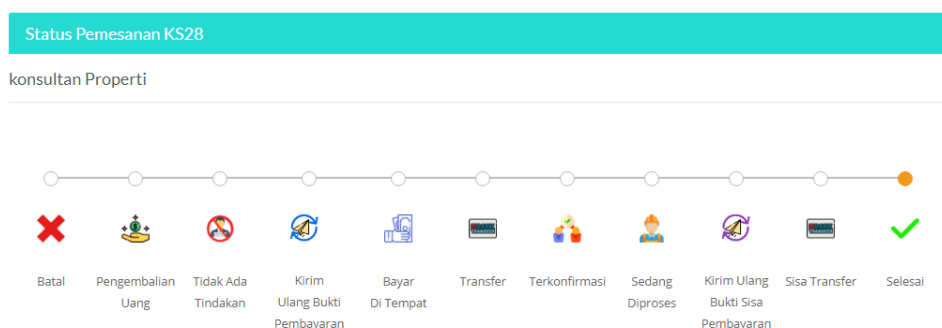 Status Pemesanan KS28
konsultan Properti
Batal
Pengembalian
Uang
Tidak Ada
Tindakan
Kirim
Ulang Bukti
Pembayaran
Bayar
Di Tempat
Transfer
Terkonfirmasi
Sedang
Diproses
Kirim Ulang
Bukti Sisa
Pembayaran
Sisa Transfer
Selesai